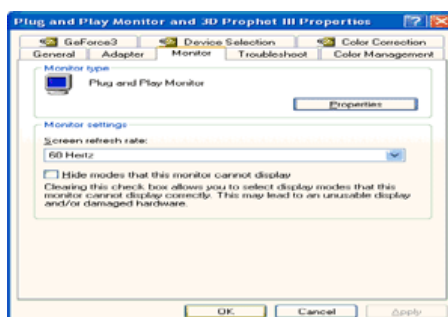 Plug and Play Monitor and 3D Prophet III Properties
GeForce3 Device Selection Color Correction
General Adapter Monitor Troubleshoot Color Management
Monitor type
Plug and Play Monitor
Properties
Monitor settings
Screen refresh rate:
60 Hertz
Hide modes that this monitor cannot display
Clearing this check box allows you to select display modes that this
monitor cannot display correctly. This may lead to an unusable display
and/or damaged hardware.
OK Cancel Apply